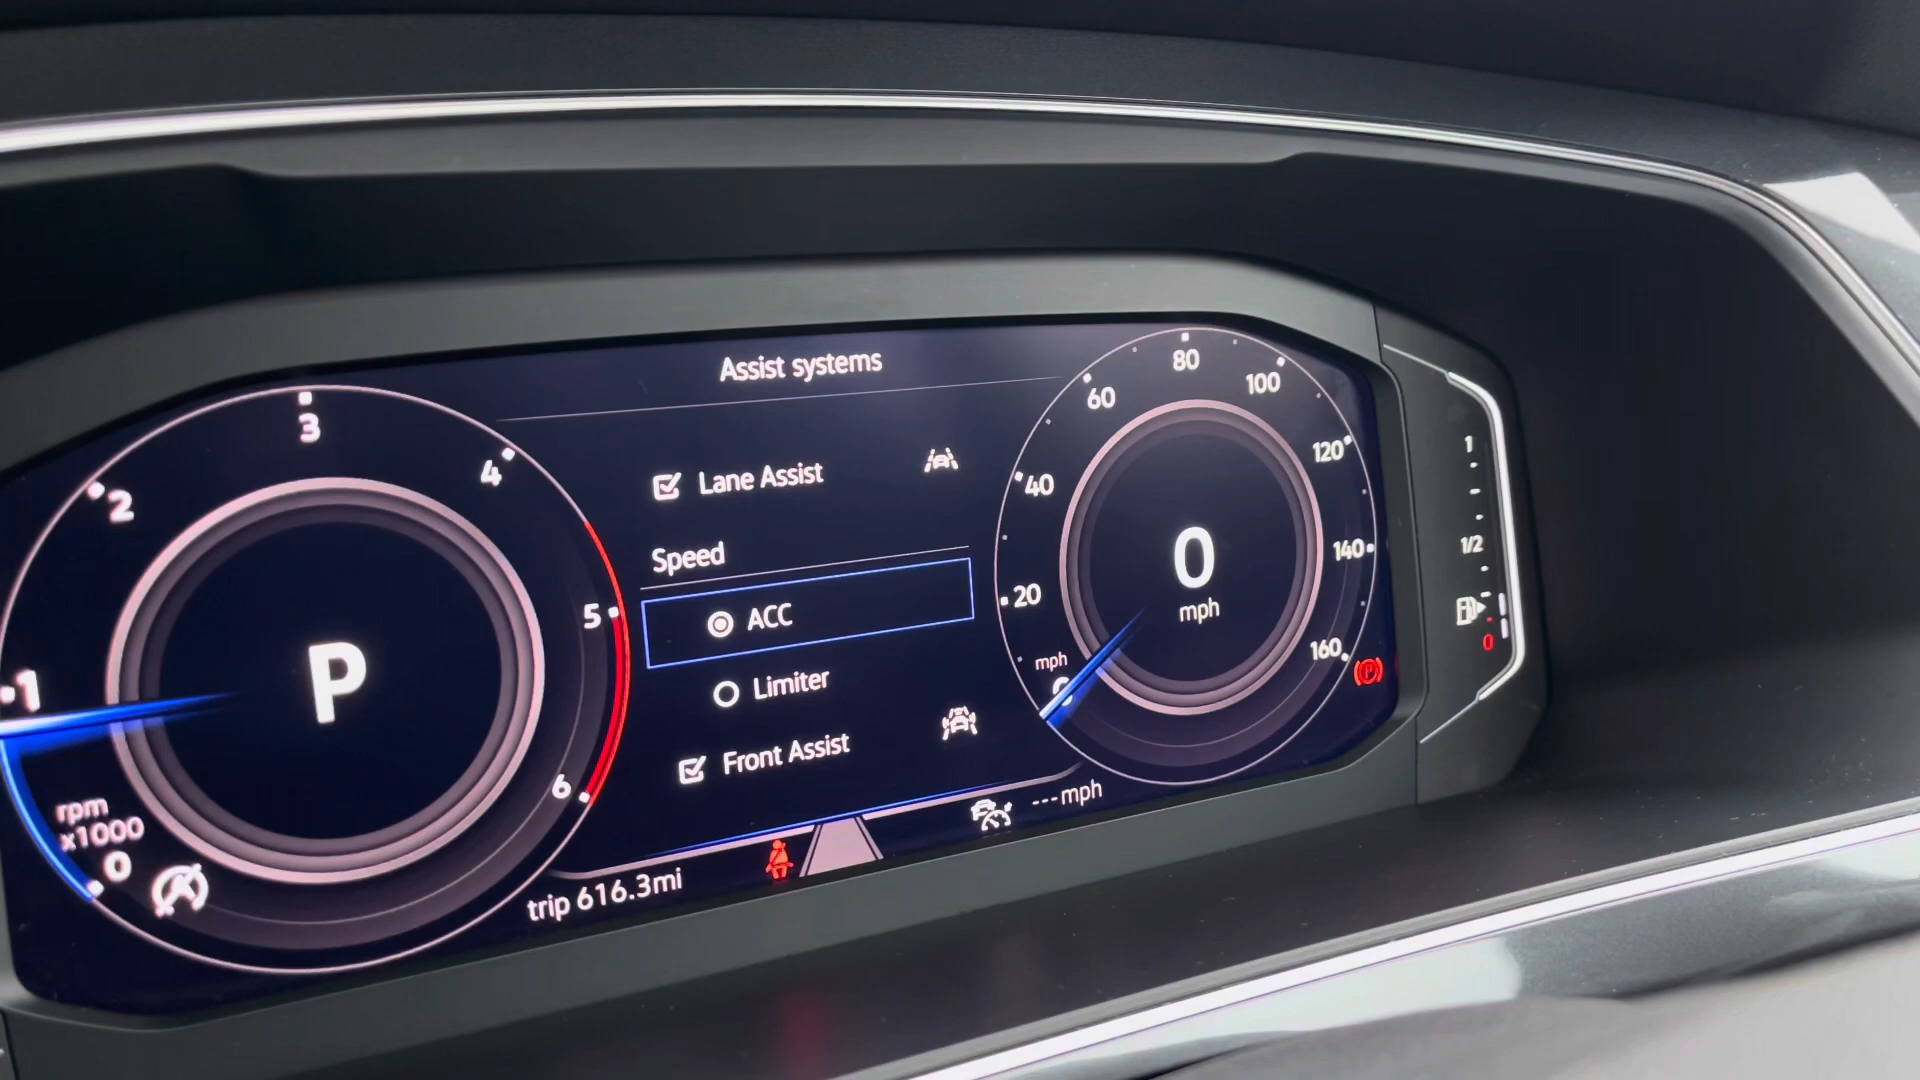 Assist systems
Lane Assist
Speed
ACC
Limiter
Front Assist
1
2
3
4
5
6
P
rpm
x1000
0
trip 616.3mi
--- mph
20
40
60
80
100
120
140
160
mph
0
mph
1
1/2
0